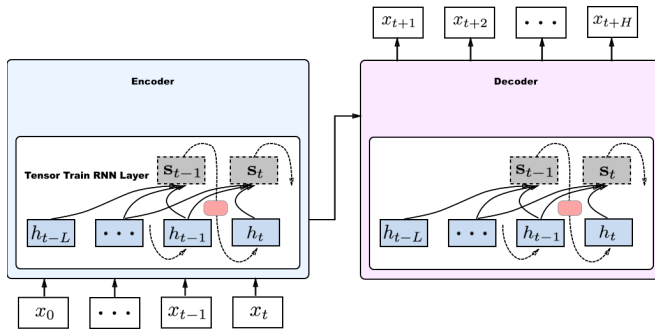 x_{t+1} x_{t+2} ... x_{t+H}
Encoder
Decoder
Tensor Train RNN Layer
s_{t-1} s_t
h_{t-L} ... h_{t-1} h_t
s_{t-1} s_t
h_{t-L} ... h_{t-1} h_t
x_0 ... x_{t-1} x_t